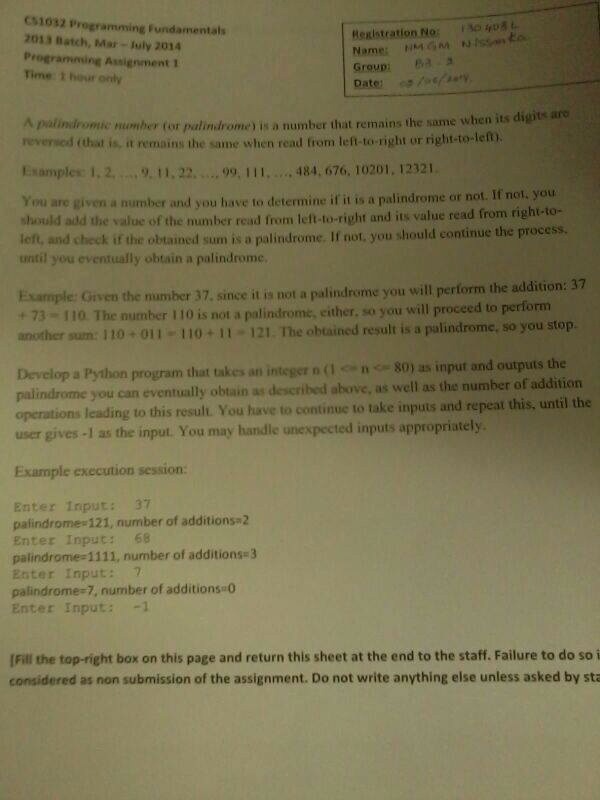 CS1032 Programming Fundamentals
2013 Batch, Mar – July 2014
Programming Assignment 1
Time: 1 hour only
Registration No: 130408L
Name: NMGM Nissanka
Group: B3 - 3
Date: 03/06/2014
A palindromic number (or palindrome) is a number that remains the same when its digits are
reversed (that is, it remains the same when read from left-to-right or right-to-left).
Examples: 1, 2, ..., 9, 11, 22, ..., 99, 111, ..., 484, 676, 10201, 12321.
You are given a number and you have to determine if it is a palindrome or not. If not, you
should add the value of the number read from left-to-right and its value read from right-to-
left, and check if the obtained sum is a palindrome. If not, you should continue the process,
until you eventually obtain a palindrome.
Example: Given the number 37, since it is not a palindrome you will perform the addition: 37
+ 73 = 110. The number 110 is not a palindrome, either, so you will proceed to perform
another sum: 110 + 011 = 110 + 11 = 121. The obtained result is a palindrome, so you stop.
Develop a Python program that takes an integer n (1 <= n <= 80) as input and outputs the
palindrome you can eventually obtain as described above, as well as the number of addition
operations leading to this result. You have to continue to take inputs and repeat this, until the
user gives -1 as the input. You may handle unexpected inputs appropriately.
Example execution session:
Enter Input: 37
palindrome=121, number of additions=2
Enter Input: 68
palindrome=1111, number of additions=3
Enter Input: 7
palindrome=7, number of additions=0
Enter Input: -1
[Fill the top-right box on this page and return this sheet at the end to the staff. Failure to do so i
considered as non submission of the assignment. Do not write anything else unless asked by sta